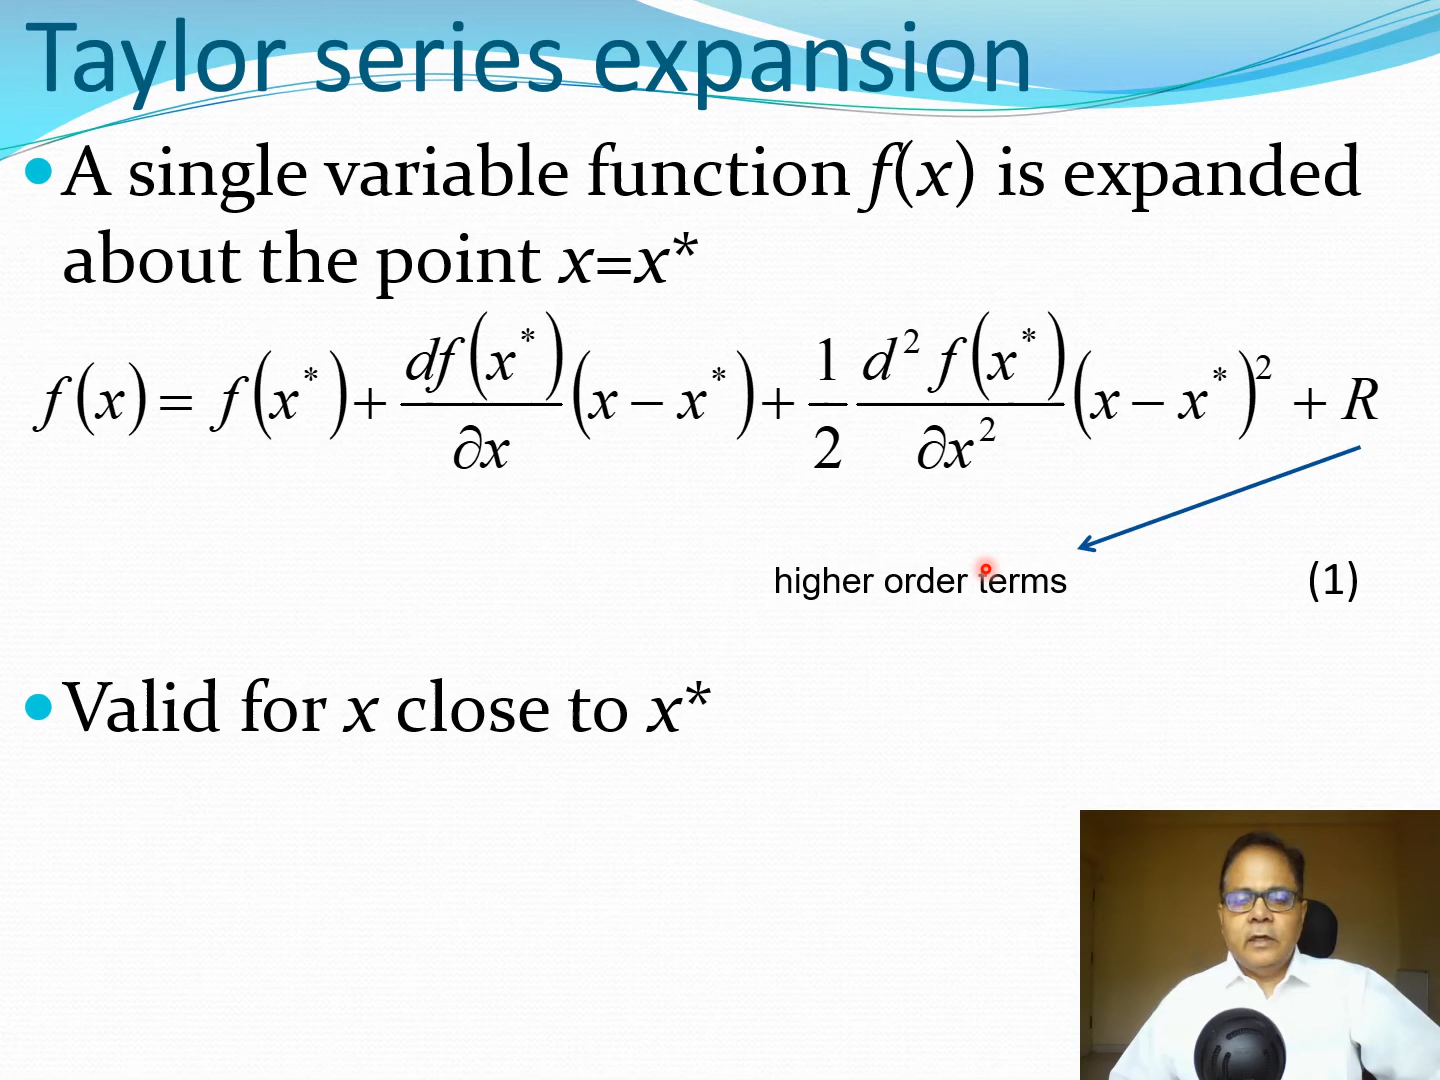 Taylor series expansion
• A single variable function f(x) is expanded
about the point x=x*
f(x) = f(x*) + df(x*)/∂x (x − x*) + 1/2 d²f(x*)/∂x² (x − x*)² + R
higher order terms (1)
• Valid for x close to x*